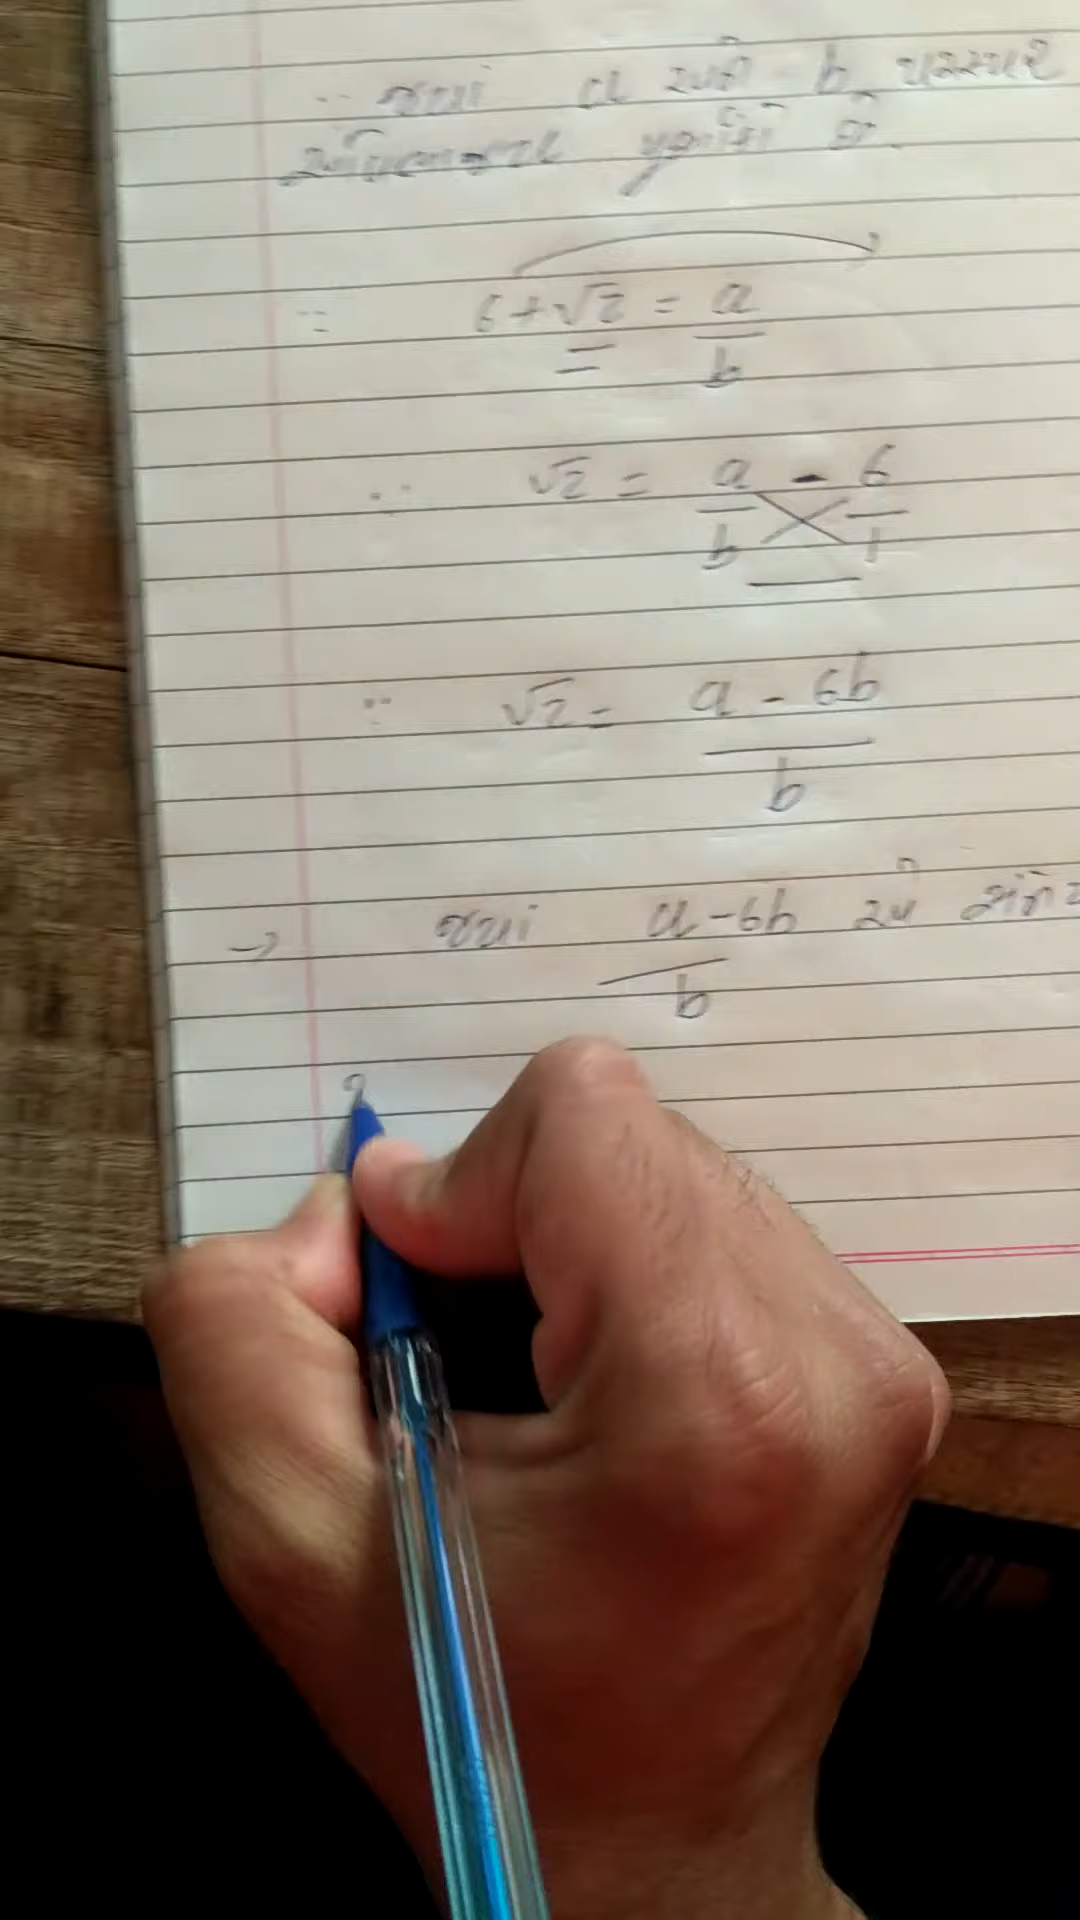 ∴ જ્યાં a અને b પરસ્પર
અવિભાજ્ય પૂર્ણાંકો છે.
∴ 6 + √2 = a/b
∴ √2 = a/b - 6/1
∴ √2 = a - 6b/b
→ જ્યાં a - 6b/b એ